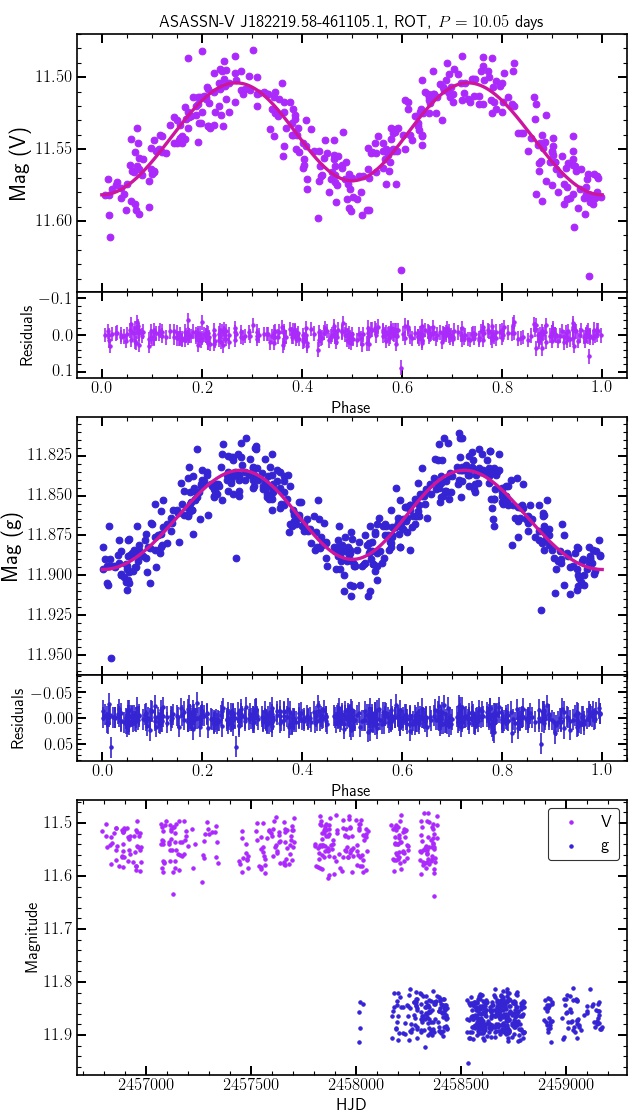 ASASSN-V J182219.58-461105.1, ROT, P = 10.05 days
Mag (V)
11.50
11.55
11.60
Residuals
−0.1
0.0
0.1
0.0 0.2 0.4 0.6 0.8 1.0
Phase
Mag (g)
11.825
11.850
11.875
11.900
11.925
11.950
Residuals
−0.05
0.00
0.05
0.0 0.2 0.4 0.6 0.8 1.0
Phase
Magnitude
11.5
11.6
11.7
11.8
11.9
V
g
2457000 2457500 2458000 2458500 2459000
HJD